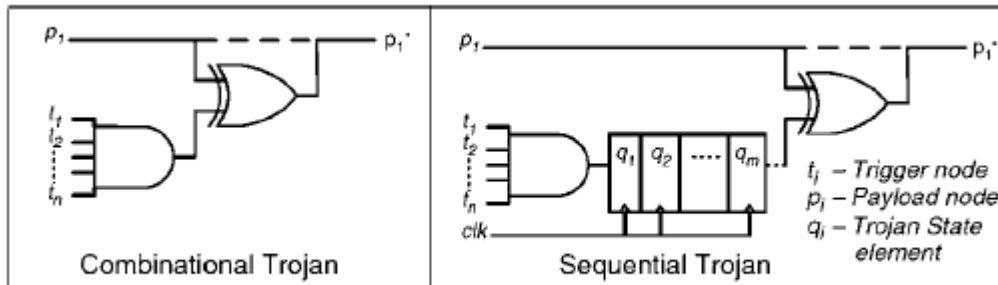 p1 p1*
t1
t2
tn
Combinational Trojan
p1 p1*
t1
t2
tn
q1 q2 qm
clk
ti – Trigger node
pi – Payload node
qi – Trojan State
element
Sequential Trojan